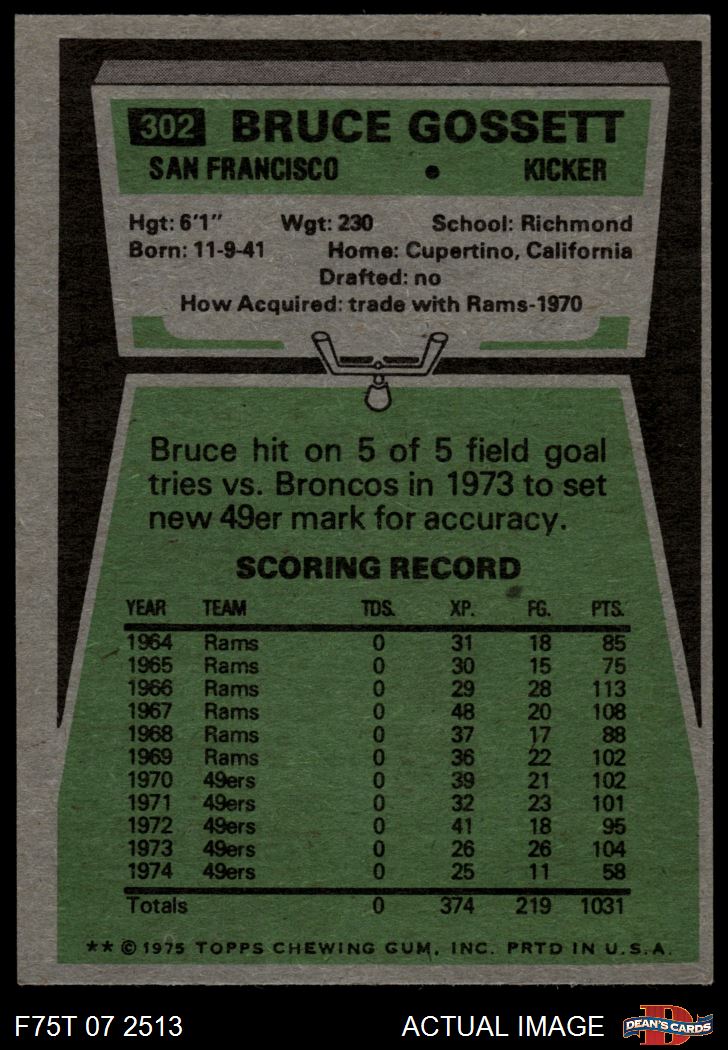 302 BRUCE GOSSETT
SAN FRANCISCO • KICKER
Hgt: 6'1" Wgt: 230 School: Richmond
Born: 11-9-41 Home: Cupertino, California
Drafted: no
How Acquired: trade with Rams-1970
Bruce hit on 5 of 5 field goal
tries vs. Broncos in 1973 to set
new 49er mark for accuracy.
SCORING RECORD
YEAR TEAM TDS. XP. FG. PTS.
1964 Rams 0 31 18 85
1965 Rams 0 30 15 75
1966 Rams 0 29 28 113
1967 Rams 0 48 20 108
1968 Rams 0 37 17 88
1969 Rams 0 36 22 102
1970 49ers 0 39 21 102
1971 49ers 0 32 23 101
1972 49ers 0 41 18 95
1973 49ers 0 26 26 104
1974 49ers 0 25 11 58
Totals 0 374 219 1031
** © 1975 TOPPS CHEWING GUM, INC. PRTD IN U.S.A.
F75T 07 2513 ACTUAL IMAGE D DEAN'S CARDS